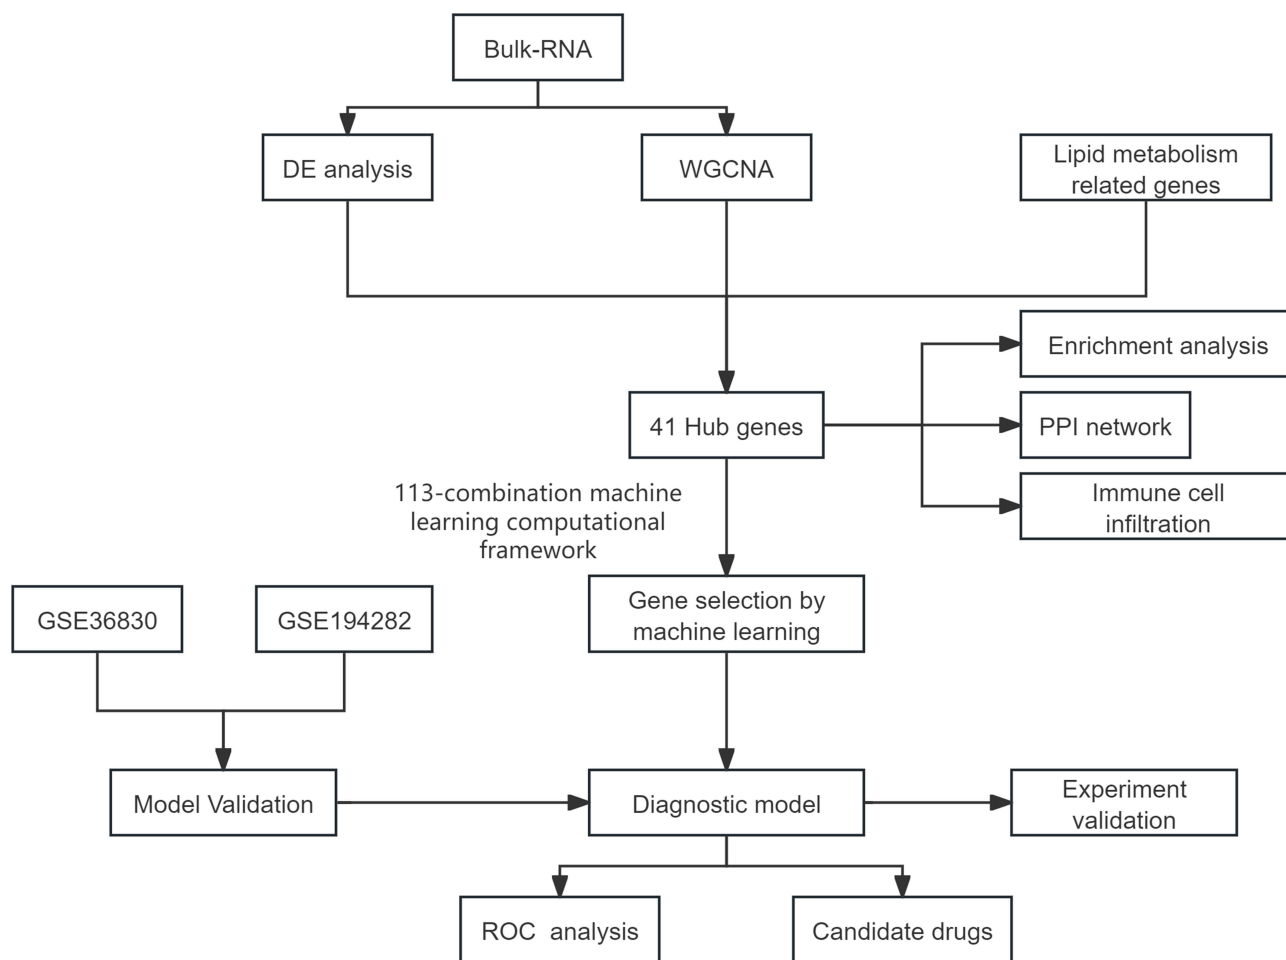 Bulk-RNA
DE analysis
WGCNA
Lipid metabolism
related genes
Enrichment analysis
41 Hub genes
PPI network
Immune cell
infiltration
113-combination machine
learning computational
framework
GSE36830
GSE194282
Gene selection by
machine learning
Model Validation
Diagnostic model
Experiment
validation
ROC  analysis
Candidate drugs